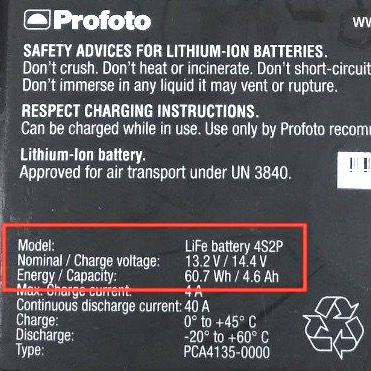 Profoto
SAFETY ADVICES FOR LITHIUM-ION BATTERIES.
Don't crush. Don't heat or incinerate. Don't short-circuit
Don't immerse in any liquid it may vent or rupture.
RESPECT CHARGING INSTRUCTIONS.
Can be charged while in use. Use only by Profoto recom
Lithium-Ion battery.
Approved for air transport under UN 3840.
Model: LiFe battery 4S2P
Nominal / Charge voltage: 13.2 V / 14.4 V
Energy / Capacity: 60.7 Wh / 4.6 Ah
Max. Charge current: 4 A
Continuous discharge current: 40 A
Charge: 0° to +45° C
Discharge: -20° to +60° C
Type: PCA4135-0000